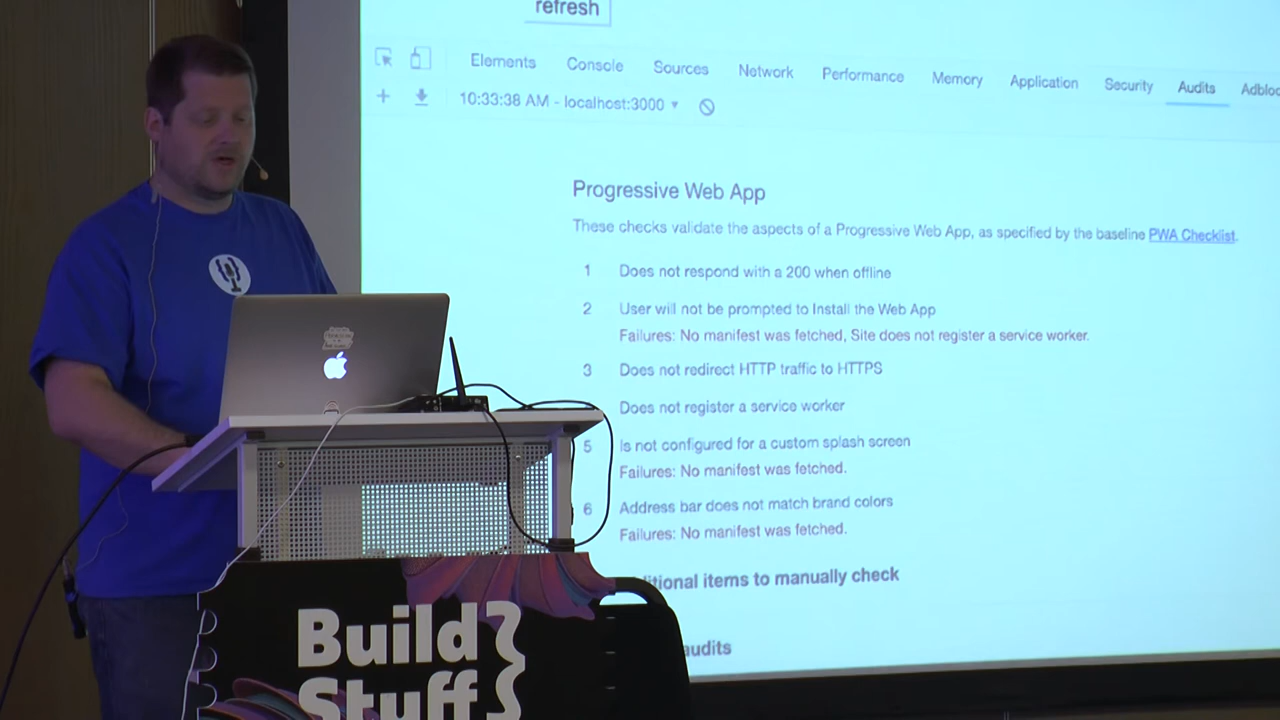 refresh
Elements Console Sources Network Performance Memory Application Security Audits Adbloc
10:33:38 AM - localhost:3000
Progressive Web App
These checks validate the aspects of a Progressive Web App, as specified by the baseline PWA Checklist.
1 Does not respond with a 200 when offline
2 User will not be prompted to Install the Web App
Failures: No manifest was fetched, Site does not register a service worker.
3 Does not redirect HTTP traffic to HTTPS
Does not register a service worker
5 Is not configured for a custom splash screen
Failures: No manifest was fetched.
6 Address bar does not match brand colors
Failures: No manifest was fetched.
itional items to manually check
audits
Build
Stuff